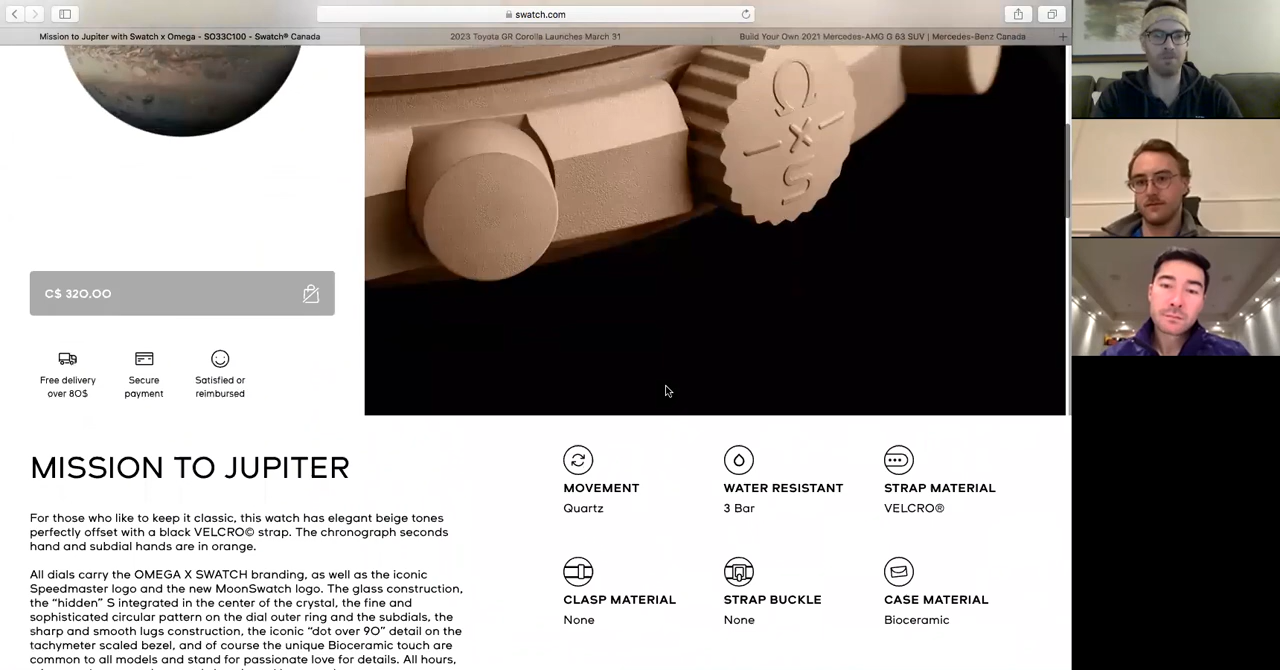 swatch.com
Mission to Jupiter with Swatch x Omega - SO33C100 - Swatch® Canada
2023 Toyota GR Corolla Launches March 31
Build Your Own 2021 Mercedes-AMG G 63 SUV | Mercedes-Benz Canada
Ω x S
C$ 320.00
Free delivery
over 80$
Secure
payment
Satisfied or
reimbursed
MISSION TO JUPITER
For those who like to keep it classic, this watch has elegant beige tones
perfectly offset with a black VELCRO© strap. The chronograph seconds
hand and subdial hands are in orange.
All dials carry the OMEGA X SWATCH branding, as well as the iconic
Speedmaster logo and the new MoonSwatch logo. The glass construction,
the “hidden” S integrated in the center of the crystal, the fine and
sophisticated circular pattern on the dial outer ring and the subdials, the
sharp and smooth lugs construction, the iconic “dot over 90” detail on the
tachymeter scaled bezel, and of course the unique Bioceramic touch are
common to all models and stand for passionate love for details. All hours,
MOVEMENT
Quartz
WATER RESISTANT
3 Bar
STRAP MATERIAL
VELCRO®
CLASP MATERIAL
None
STRAP BUCKLE
None
CASE MATERIAL
Bioceramic